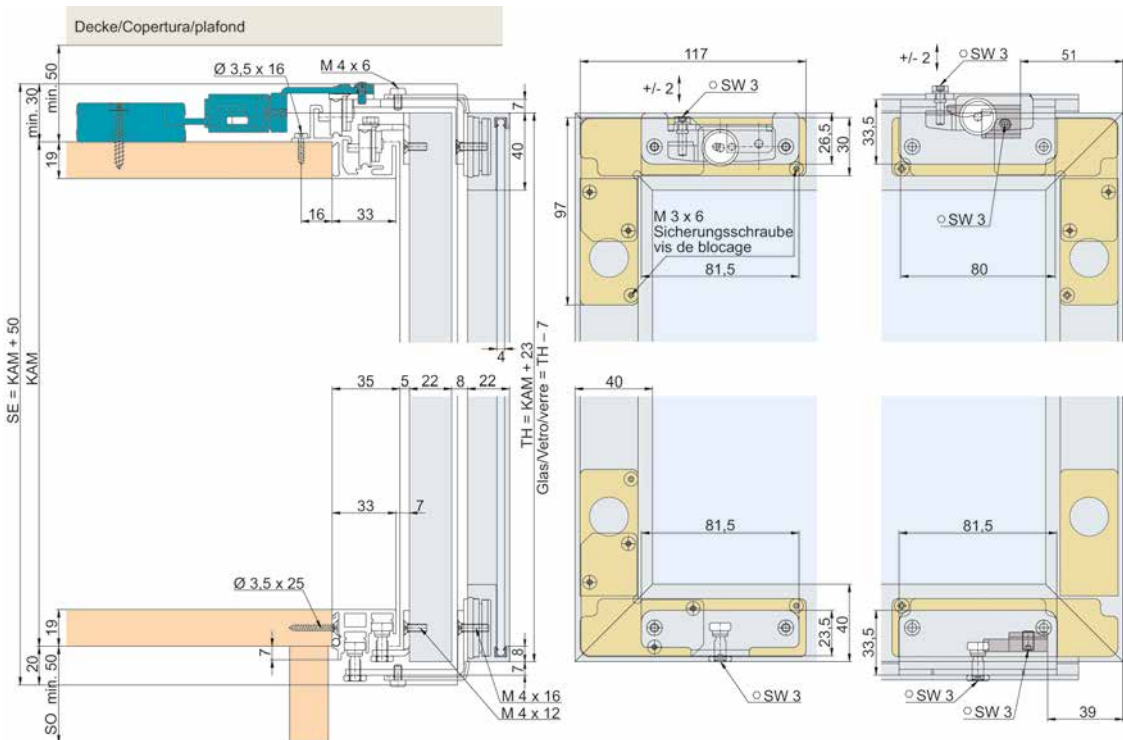 Decke/Copertura/plafond
min. 50
min. 30
19
Ø 3,5 x 16
M 4 x 6
7
40
16
33
SE = KAM + 50
KAM
4
35
5
22
8
22
TH = KAM + 23
Glas/Vetro/verre = TH – 7
33
7
Ø 3,5 x 25
19
7
20
SO min. 50
8
7
M 4 x 16
M 4 x 12
117
+/- 2
SW 3
26,5
30
97
M 3 x 6
Sicherungsschraube
vis de blocage
81,5
+/- 2
SW 3
51
33,5
SW 3
80
40
81,5
23,5
40
SW 3
81,5
33,5
SW 3
SW 3
39